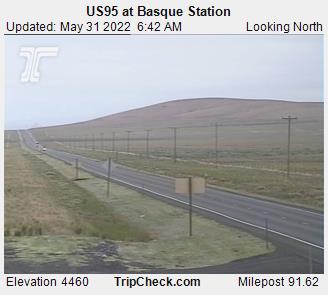 US95 at Basque Station
Updated: May 31 2022 6:42 AM Looking North
Elevation 4460 TripCheck.com Milepost 91.62